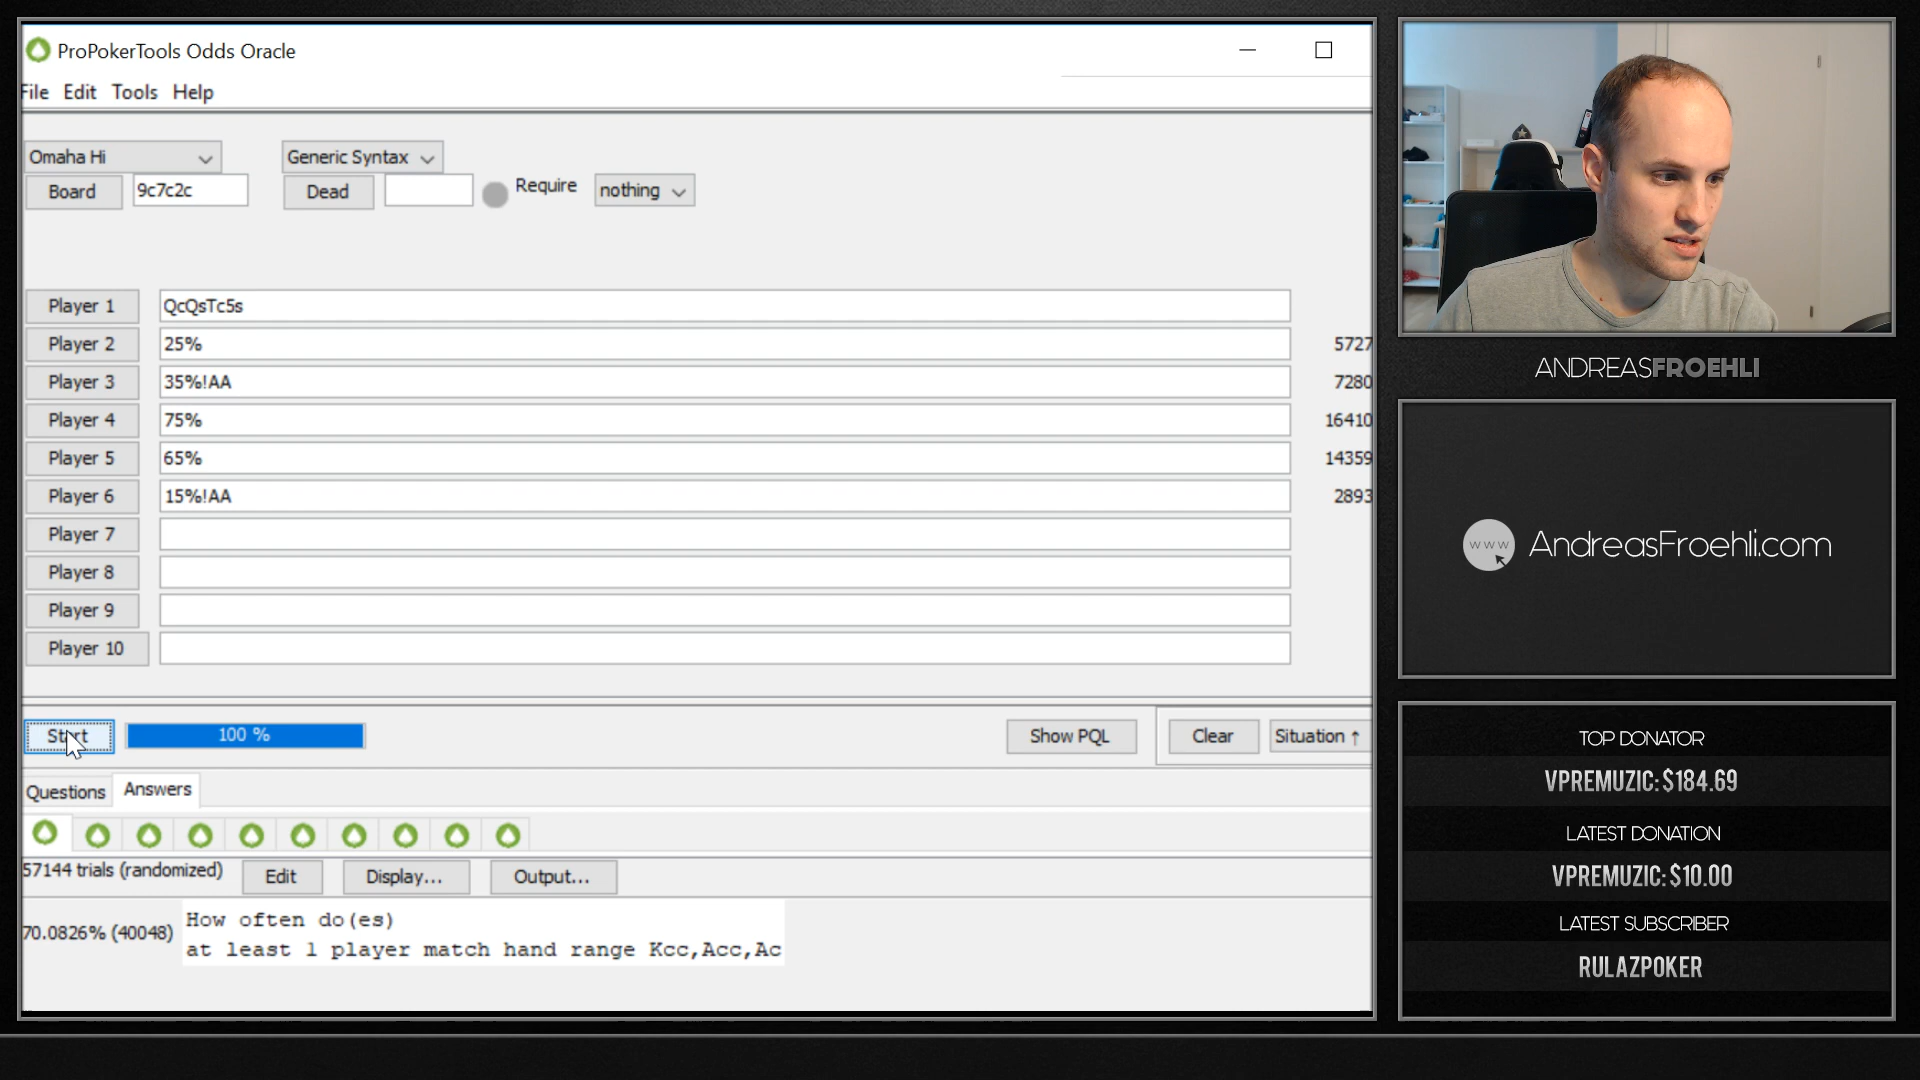 ProPokerTools Odds Oracle
File Edit Tools Help
Omaha Hi
Generic Syntax
Board
9c7c2c
Dead
Require
nothing
Player 1
QcQsTc5s
Player 2
25%
5727
Player 3
35%!AA
7280
Player 4
75%
16410
Player 5
65%
14359
Player 6
15%!AA
2893
Player 7
Player 8
Player 9
Player 10
Start
100 %
Show PQL
Clear
Situation ↑
Questions
Answers
57144 trials (randomized)
Edit
Display...
Output...
70.0826% (40048)
How often do(es)
at least 1 player match hand range Kcc,Acc,Ac
ANDREASFROEHLI
www
AndreasFroehli.com
TOP DONATOR
VPREMUZIC: $184.69
LATEST DONATION
VPREMUZIC: $10.00
LATEST SUBSCRIBER
RULAZPOKER